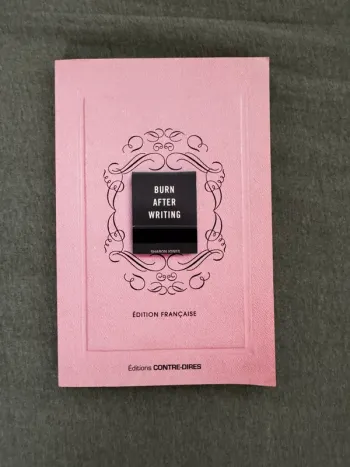 BURN
AFTER
WRITING
ÉDITION FRANÇAISE
Éditions CONTRE-DIRES